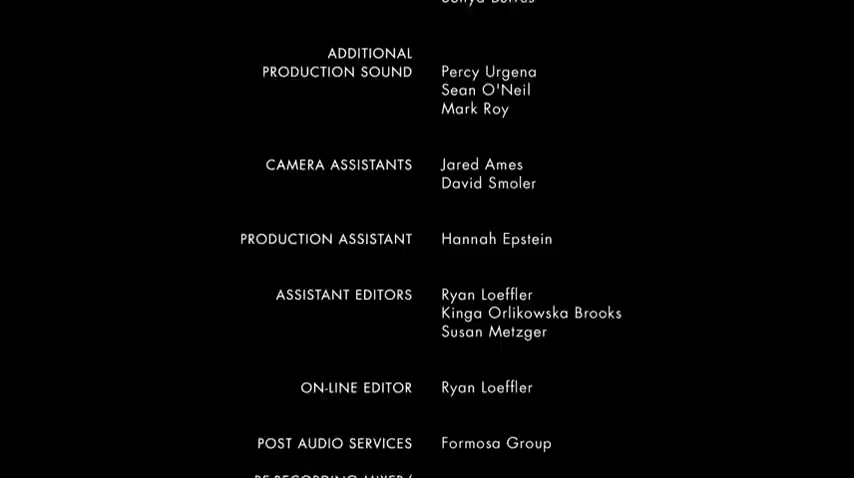 ADDITIONAL
PRODUCTION SOUND Percy Urgena
Sean O'Neil
Mark Roy
CAMERA ASSISTANTS Jared Ames
David Smoler
PRODUCTION ASSISTANT Hannah Epstein
ASSISTANT EDITORS Ryan Loeffler
Kinga Orlikowska Brooks
Susan Metzger
ON-LINE EDITOR Ryan Loeffler
POST AUDIO SERVICES Formosa Group